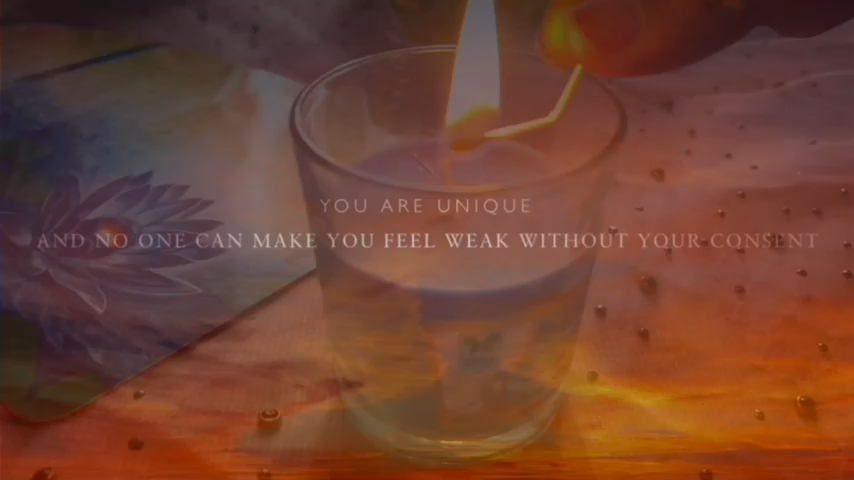 YOU ARE UNIQUE
AND NO ONE CAN MAKE YOU FEEL WEAK WITHOUT YOUR CONSENT